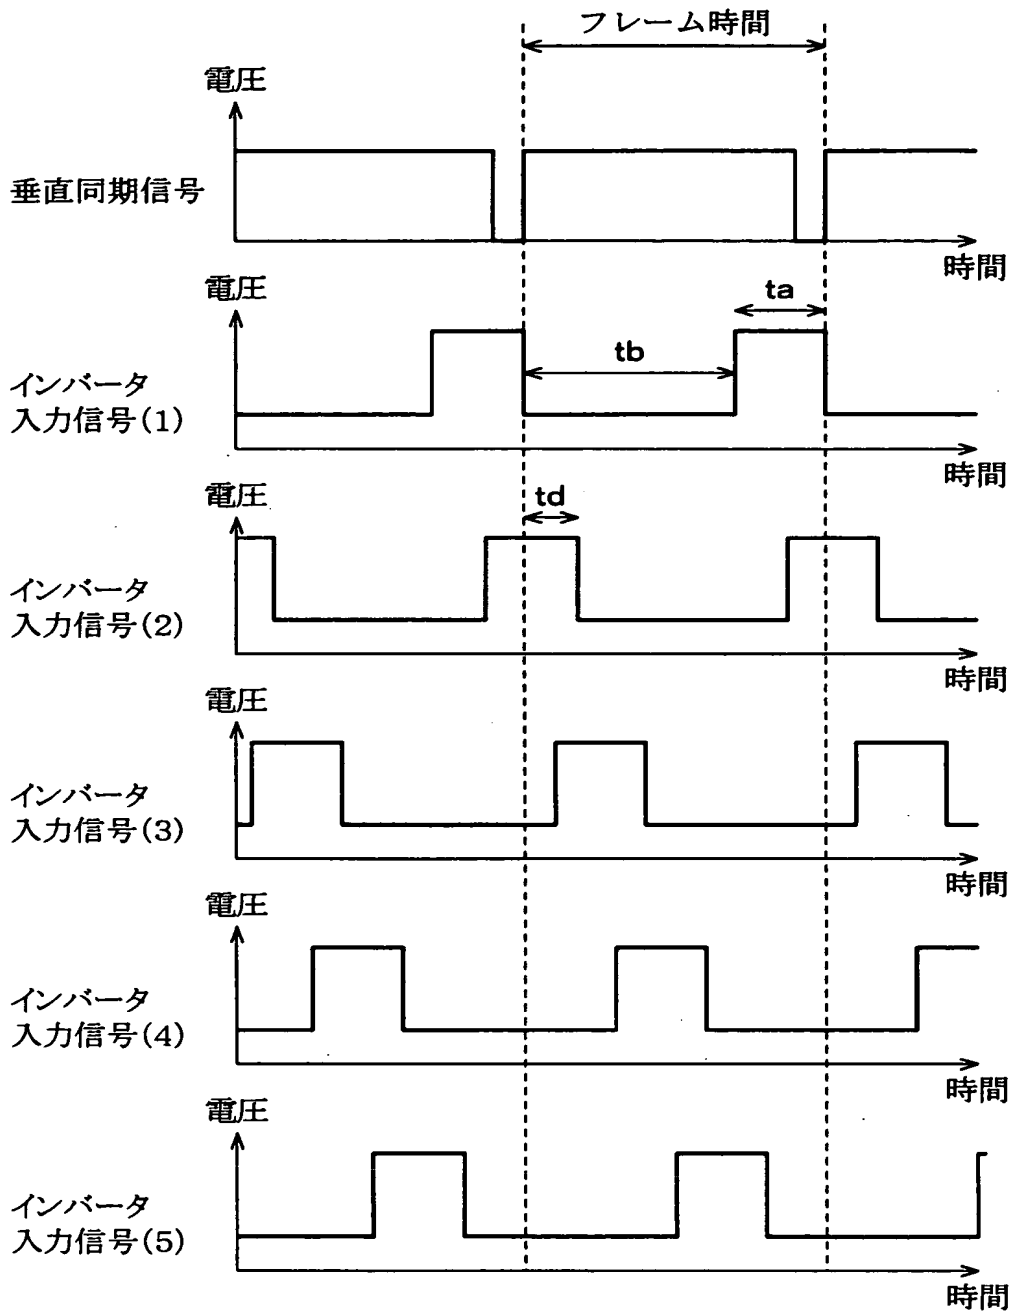 フレーム時間
電圧
垂直同期信号
時間
電圧
ta
tb
インバータ
入力信号(1)
時間
電圧
td
インバータ
入力信号(2)
時間
電圧
インバータ
入力信号(3)
時間
電圧
インバータ
入力信号(4)
時間
電圧
インバータ
入力信号(5)
時間